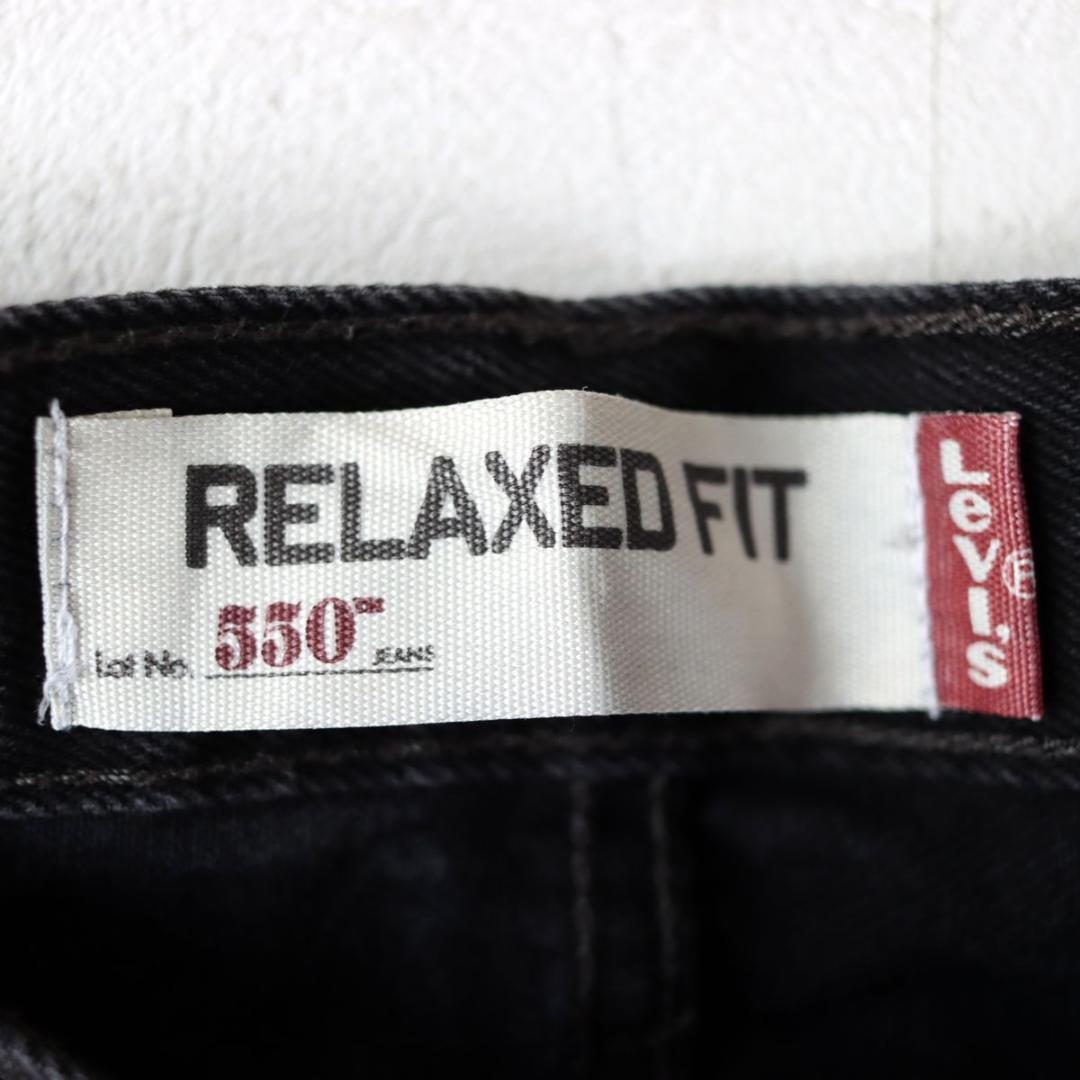 RELAXED FIT
Lot No. 550™ JEANS
Levi's®